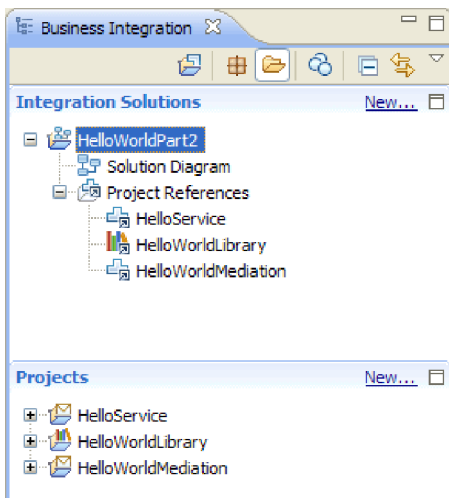 Business Integration
Integration Solutions New...
HelloWorldPart2
Solution Diagram
Project References
HelloService
HelloWorldLibrary
HelloWorldMediation
Projects New...
HelloService
HelloWorldLibrary
HelloWorldMediation